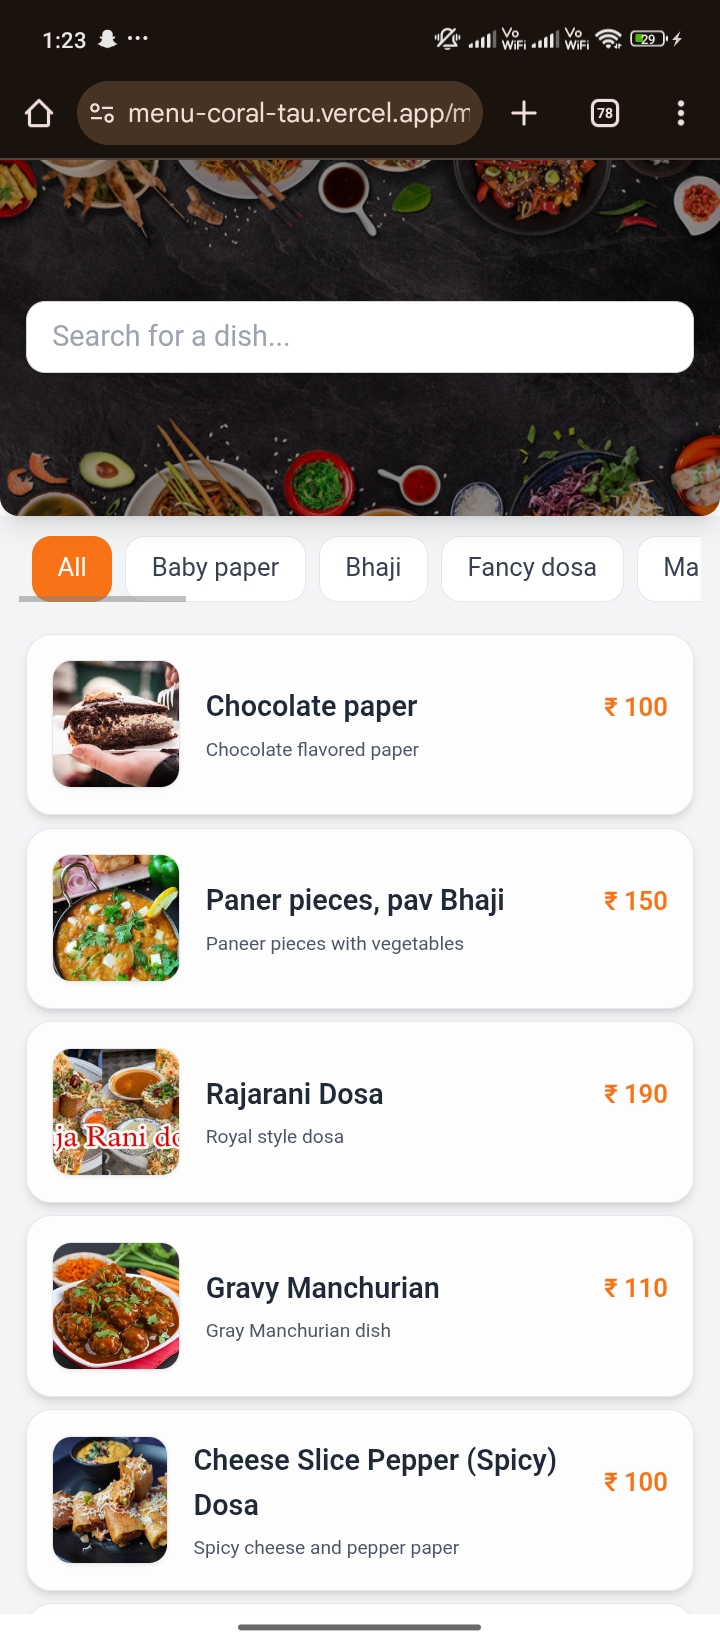 1:23
Vo
WiFi
Vo
WiFi
29
menu-coral-tau.vercel.app/m
78
Search for a dish...
All
Baby paper
Bhaji
Fancy dosa
Ma
Chocolate paper
₹ 100
Chocolate flavored paper
Paner pieces, pav Bhaji
₹ 150
Paneer pieces with vegetables
Rajarani Dosa
₹ 190
Royal style dosa
ja Rani do
Gravy Manchurian
₹ 110
Gray Manchurian dish
Cheese Slice Pepper (Spicy)
Dosa
₹ 100
Spicy cheese and pepper paper